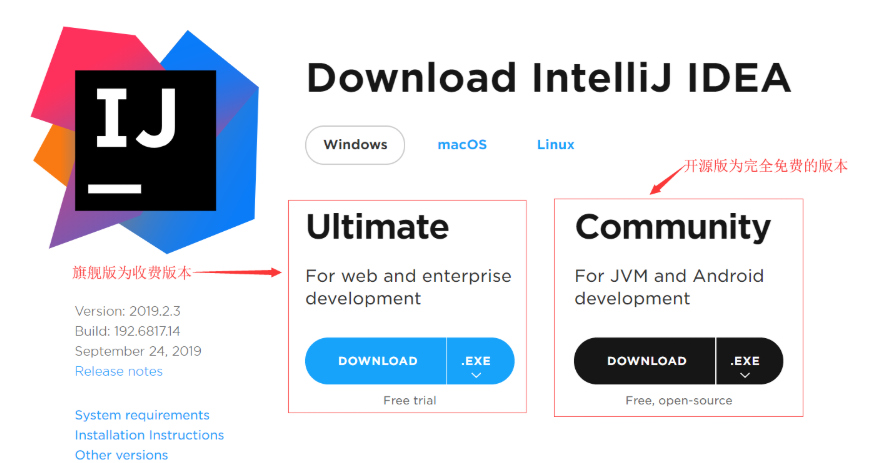 IJ
Download IntelliJ IDEA
Windows
macOS
Linux
开源版为完全免费的版本
Ultimate
For web and enterprise
development
DOWNLOAD
.EXE
Free trial
Community
For JVM and Android
development
DOWNLOAD
.EXE
Free, open-source
旗舰版为收费版本
Version: 2019.2.3
Build: 192.6817.14
September 24, 2019
Release notes
System requirements
Installation Instructions
Other versions